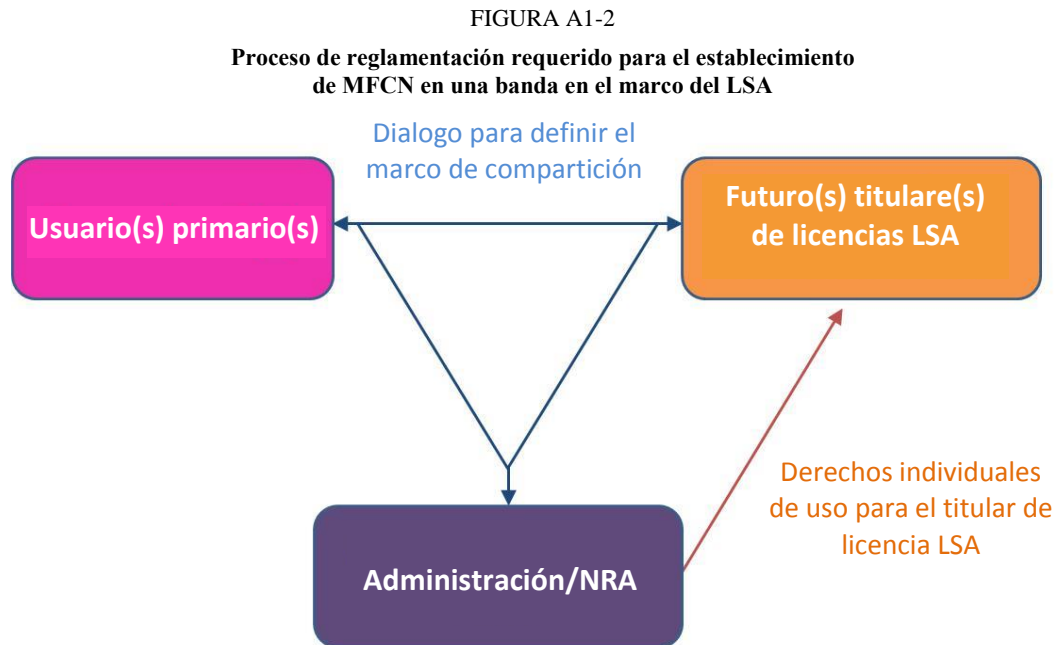 FIGURA A1-2
Proceso de reglamentación requerido para el establecimiento
de MFCN en una banda en el marco del LSA
Dialogo para definir el
marco de compartición
Usuario(s) primario(s)
Futuro(s) titulare(s)
de licencias LSA
Derechos individuales
de uso para el titular de
licencia LSA
Administración/NRA